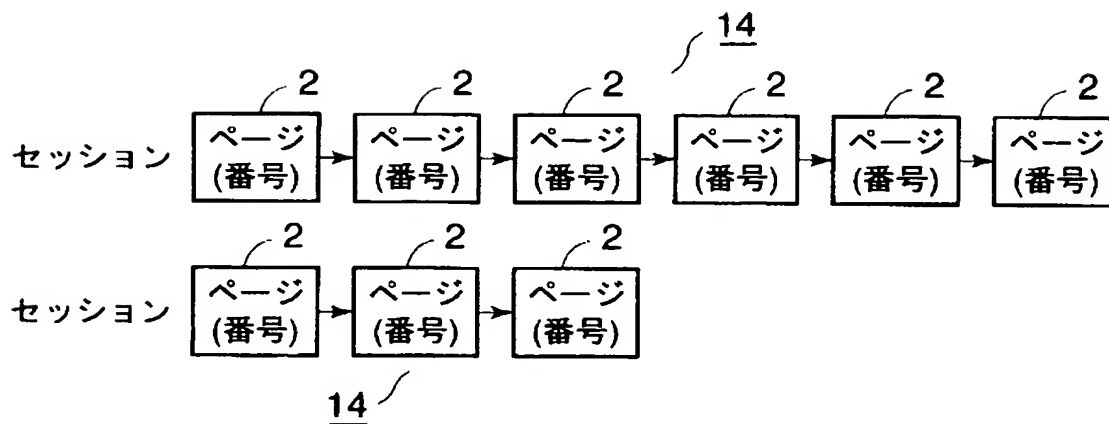 14
2 2 2 2 2 2
セッション ページ ページ ページ ページ ページ ページ
(番号) (番号) (番号) (番号) (番号) (番号)
2 2 2
セッション ページ ページ ページ
(番号) (番号) (番号)
14